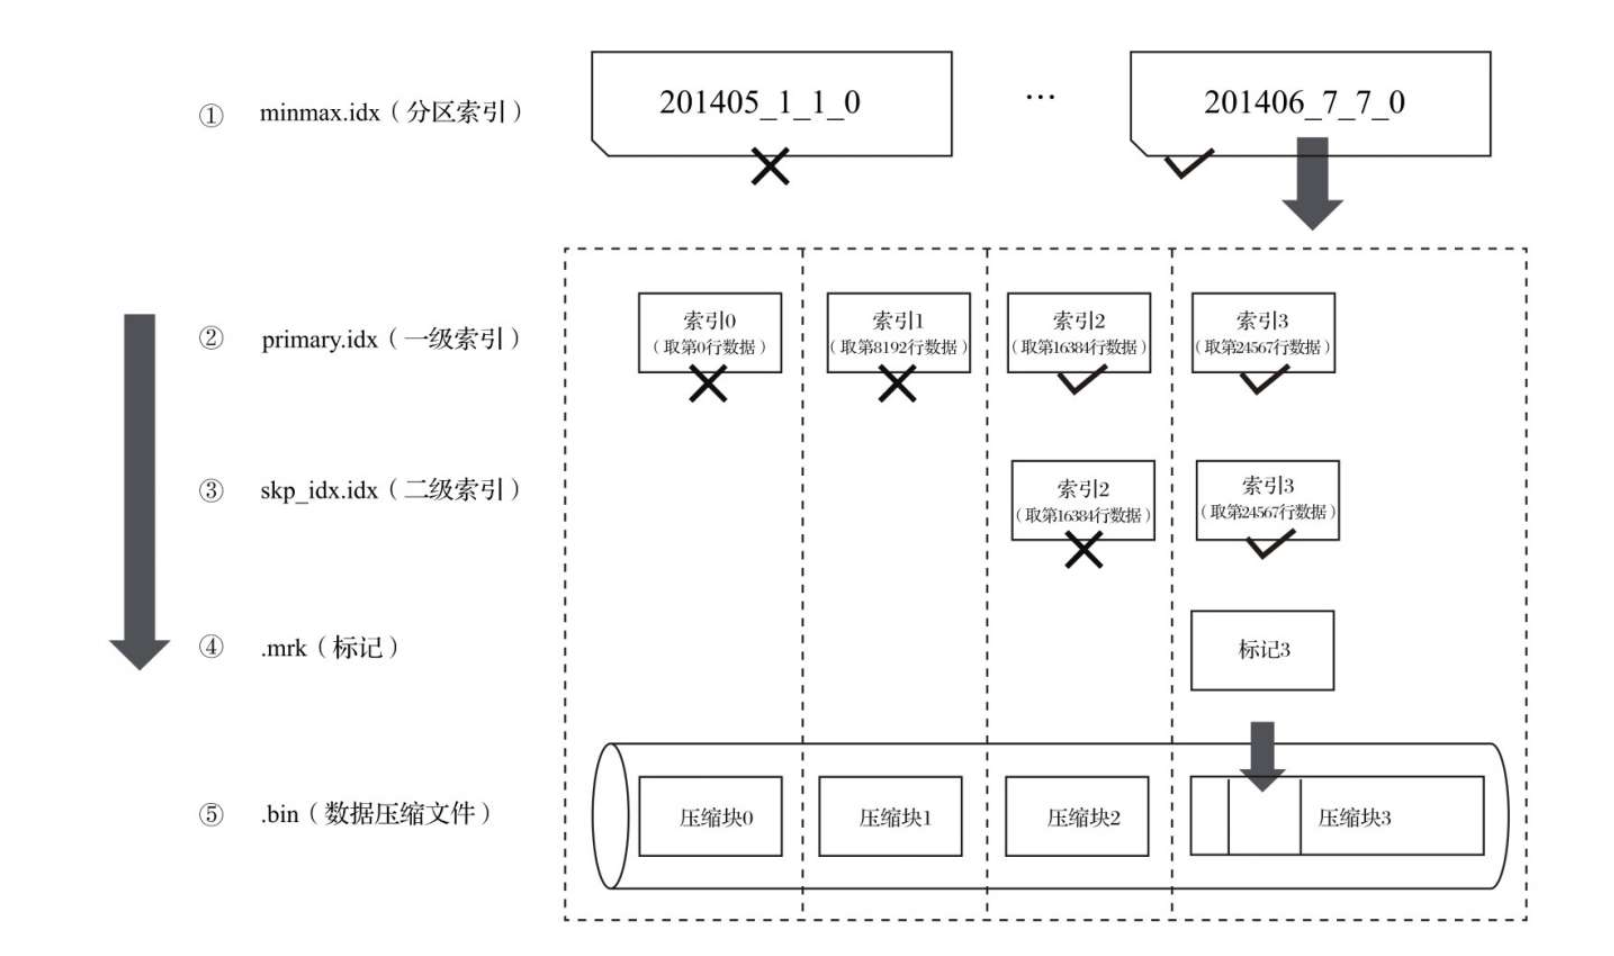 ① minmax.idx（分区索引） 201405_1_1_0 ... 201406_7_7_0
② primary.idx（一级索引） 索引0 索引1 索引2 索引3
（取第0行数据） （取第8192行数据） （取第16384行数据） （取第24567行数据）
③ skp_idx.idx（二级索引） 索引2 索引3
（取第16384行数据） （取第24567行数据）
④ .mrk（标记） 标记3
⑤ .bin（数据压缩文件） 压缩块0 压缩块1 压缩块2 压缩块3